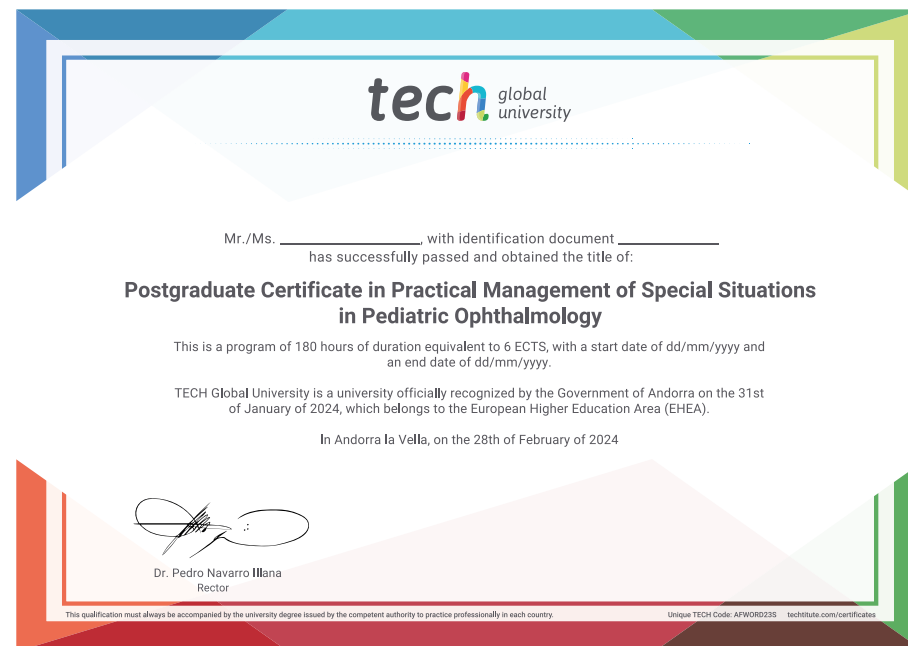 tech global university
Mr./Ms. ____________________, with identification document ______________
has successfully passed and obtained the title of:
Postgraduate Certificate in Practical Management of Special Situations
in Pediatric Ophthalmology
This is a program of 180 hours of duration equivalent to 6 ECTS, with a start date of dd/mm/yyyy and
an end date of dd/mm/yyyy.
TECH Global University is a university officially recognized by the Government of Andorra on the 31st
of January of 2024, which belongs to the European Higher Education Area (EHEA).
In Andorra la Vella, on the 28th of February of 2024
Dr. Pedro Navarro Illana
Rector
This qualification must always be accompanied by the university degree issued by the competent authority to practice professionally in each country.
Unique TECH Code: AFWORD23S techtitute.com/certificates